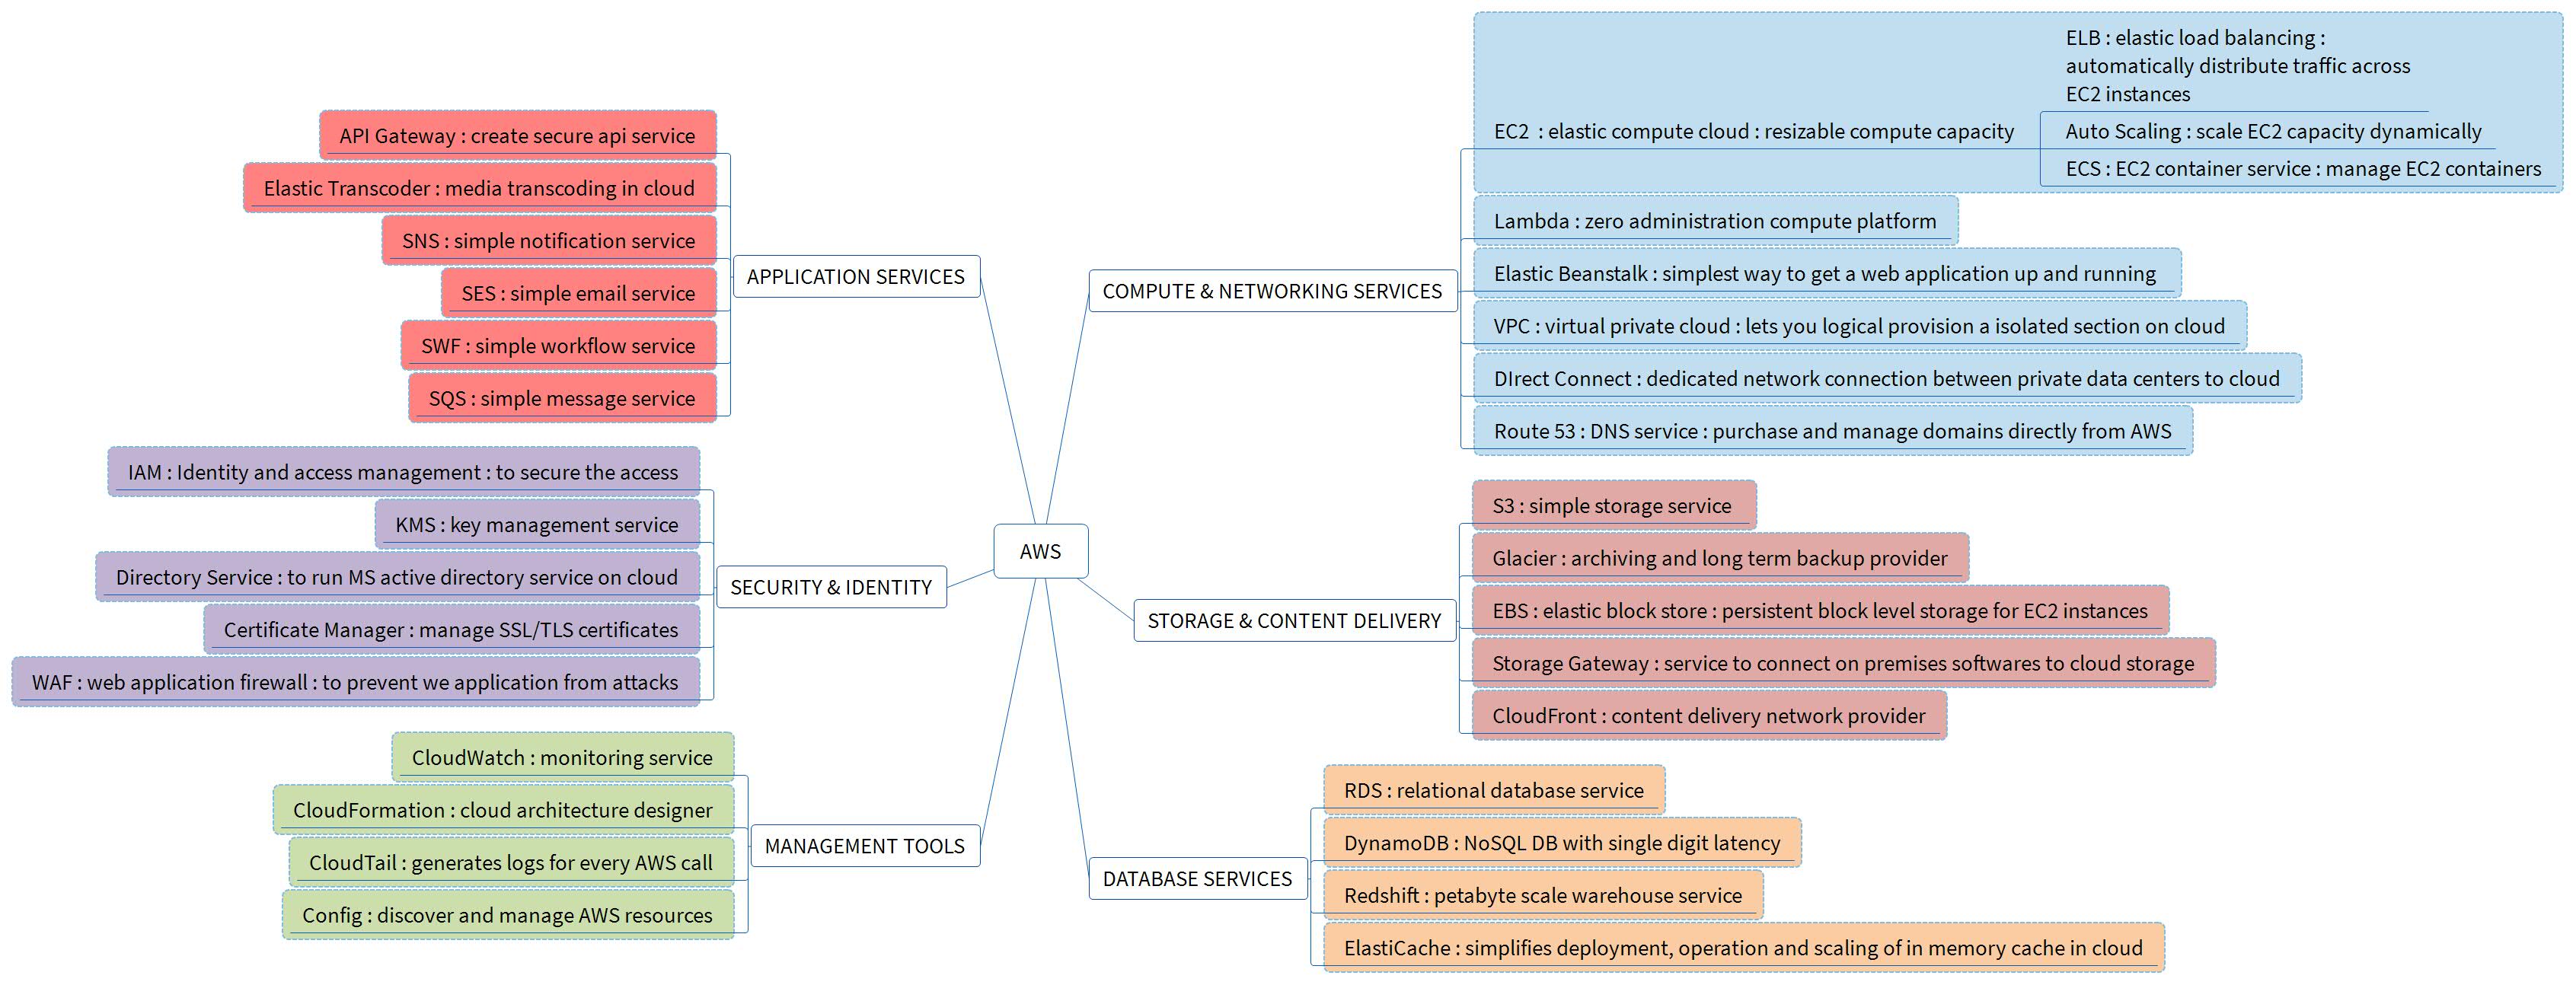 AWS
APPLICATION SERVICES
API Gateway : create secure api service
Elastic Transcoder : media transcoding in cloud
SNS : simple notification service
SES : simple email service
SWF : simple workflow service
SQS : simple message service
SECURITY & IDENTITY
IAM : Identity and access management : to secure the access
KMS : key management service
Directory Service : to run MS active directory service on cloud
Certificate Manager : manage SSL/TLS certificates
WAF : web application firewall : to prevent we application from attacks
MANAGEMENT TOOLS
CloudWatch : monitoring service
CloudFormation : cloud architecture designer
CloudTail : generates logs for every AWS call
Config : discover and manage AWS resources
COMPUTE & NETWORKING SERVICES
EC2  : elastic compute cloud : resizable compute capacity
ELB : elastic load balancing :
automatically distribute traffic across
EC2 instances
Auto Scaling : scale EC2 capacity dynamically
ECS : EC2 container service : manage EC2 containers
Lambda : zero administration compute platform
Elastic Beanstalk : simplest way to get a web application up and running
VPC : virtual private cloud : lets you logical provision a isolated section on cloud
DIrect Connect : dedicated network connection between private data centers to cloud
Route 53 : DNS service : purchase and manage domains directly from AWS
STORAGE & CONTENT DELIVERY
S3 : simple storage service
Glacier : archiving and long term backup provider
EBS : elastic block store : persistent block level storage for EC2 instances
Storage Gateway : service to connect on premises softwares to cloud storage
CloudFront : content delivery network provider
DATABASE SERVICES
RDS : relational database service
DynamoDB : NoSQL DB with single digit latency
Redshift : petabyte scale warehouse service
ElastiCache : simplifies deployment, operation and scaling of in memory cache in cloud